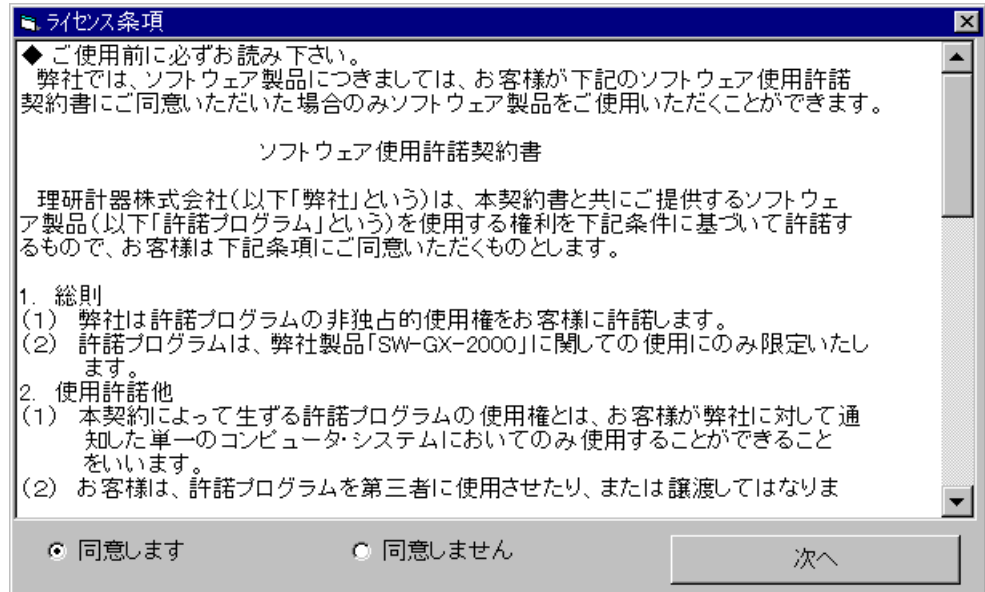 ライセンス条項
◆ ご使用前に必ずお読み下さい。
弊社では、ソフトウェア製品につきましては、お客様が下記のソフトウェア使用許諾
契約書にご同意いただいた場合のみソフトウェア製品をご使用いただくことができます。
ソフトウェア使用許諾契約書
理研計器株式会社(以下「弊社」という)は、本契約書と共にご提供するソフトウェ
ア製品(以下「許諾プログラム」という)を使用する権利を下記条件に基づいて許諾す
るもので、お客様は下記条項にご同意いただくものとします。
1. 総則
(1) 弊社は許諾プログラムの非独占的使用権をお客様に許諾します。
(2) 許諾プログラムは、弊社製品「SW-GX-2000」に関しての使用にのみ限定いたし
ます。
2. 使用許諾他
(1) 本契約によって生ずる許諾プログラムの使用権とは、お客様が弊社に対して通
知した単一のコンピュータ・システムにおいてのみ使用することができること
をいいます。
(2) お客様は、許諾プログラムを第三者に使用させたり、または譲渡してはなりま
同意します
同意しません
次へ